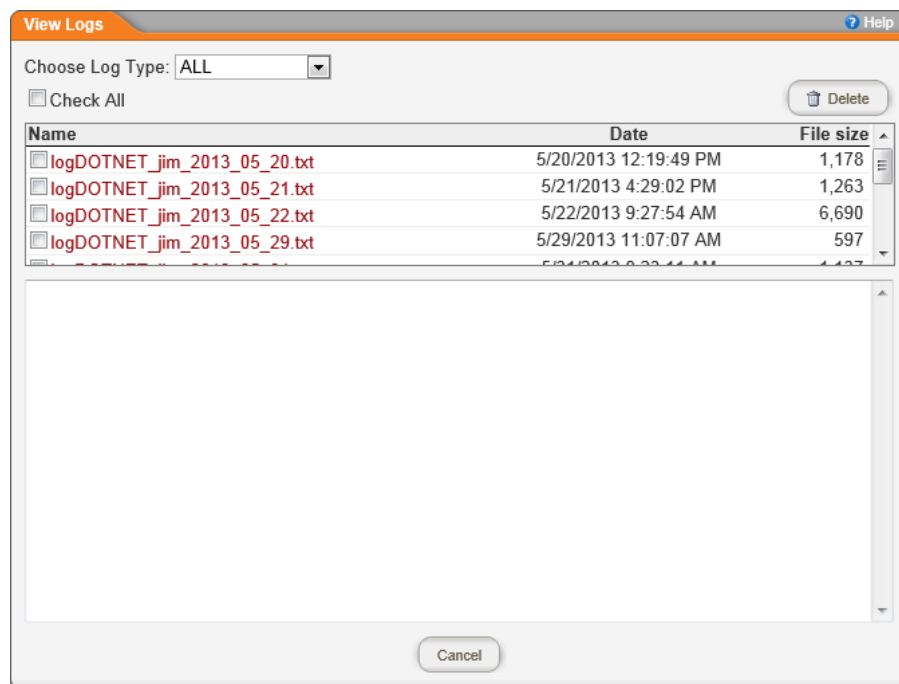 View Logs
Help
Choose Log Type: ALL
Check All
Delete
Name Date File size
logDOTNET_jim_2013_05_20.txt 5/20/2013 12:19:49 PM 1,178
logDOTNET_jim_2013_05_21.txt 5/21/2013 4:29:02 PM 1,263
logDOTNET_jim_2013_05_22.txt 5/22/2013 9:27:54 AM 6,690
logDOTNET_jim_2013_05_29.txt 5/29/2013 11:07:07 AM 597
Cancel